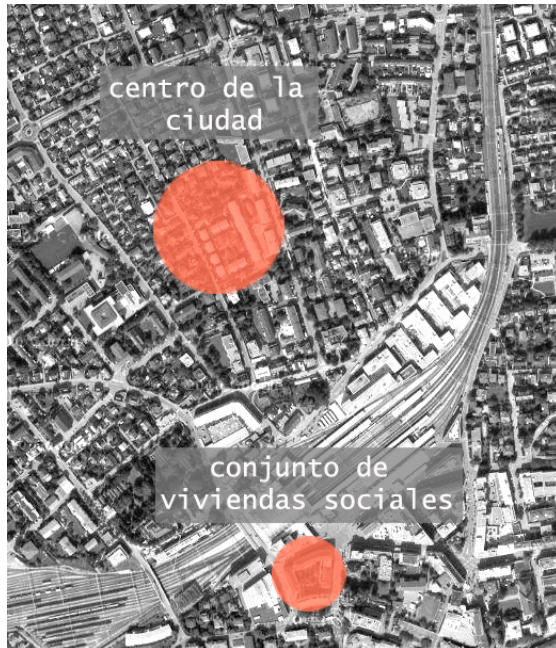 centro de la
ciudad
conjunto de
viviendas sociales